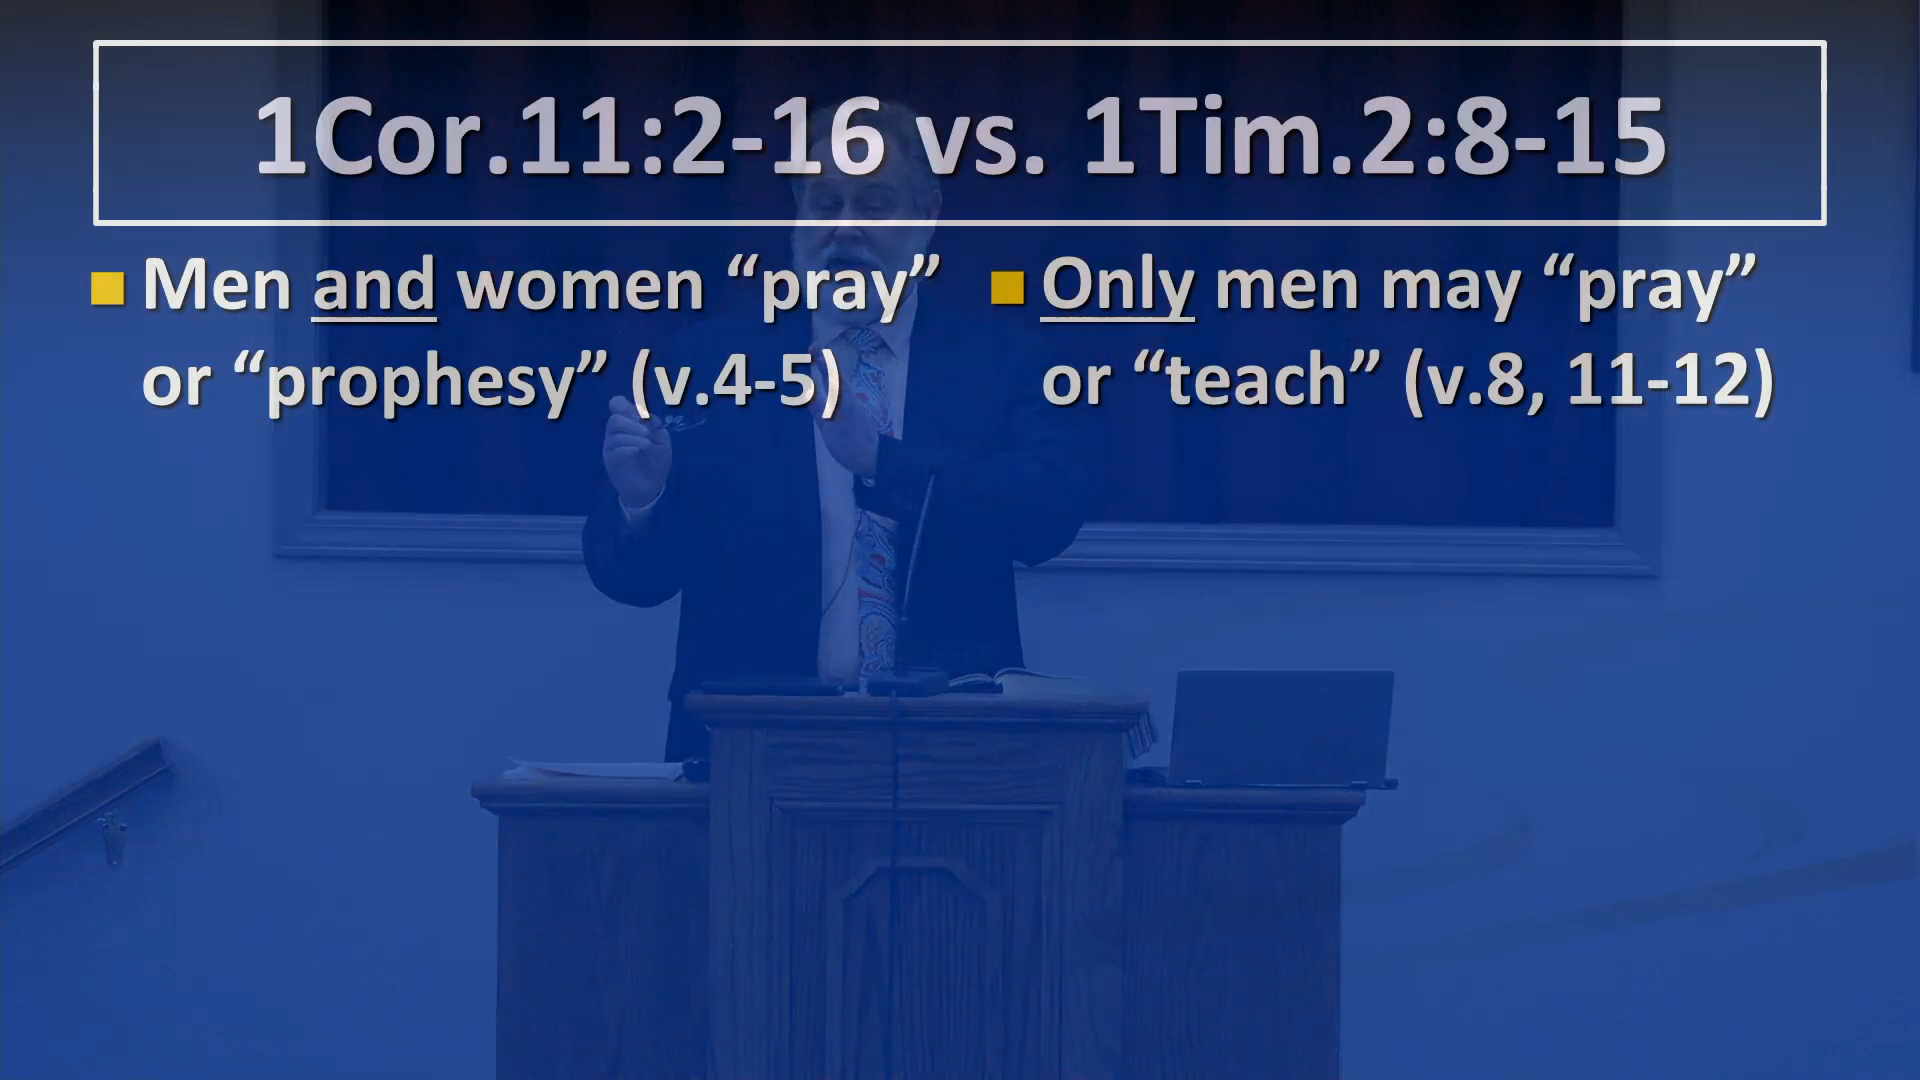 1Cor.11:2-16 vs. 1Tim.2:8-15
Men and women “pray”
or “prophesy” (v.4-5)
Only men may “pray”
or “teach” (v.8, 11-12)